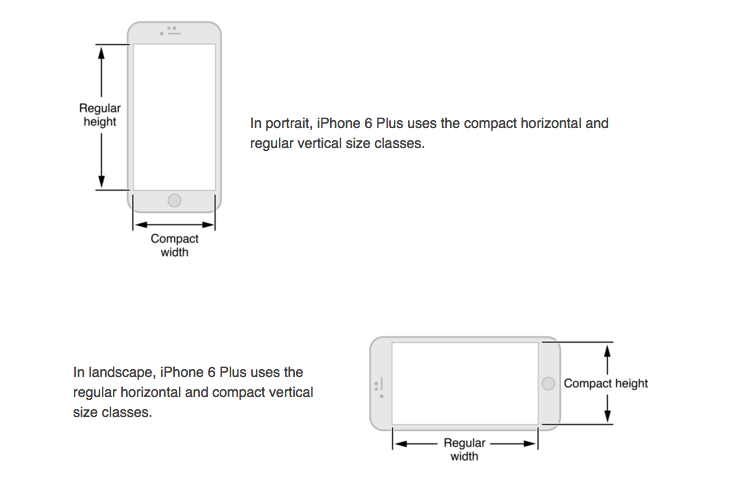 Regular
height
In portrait, iPhone 6 Plus uses the compact horizontal and
regular vertical size classes.
Compact
width
In landscape, iPhone 6 Plus uses the
regular horizontal and compact vertical
size classes.
Compact height
Regular
width